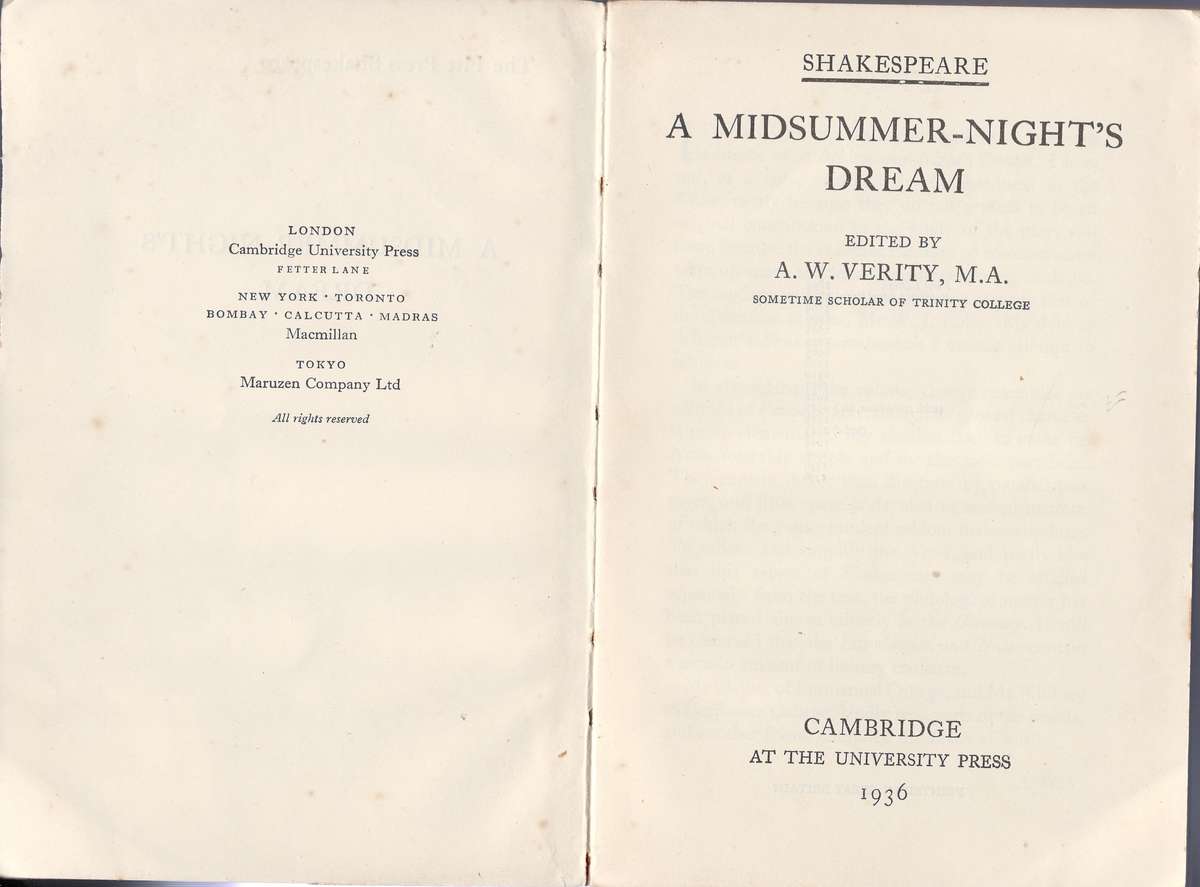 LONDON
Cambridge University Press
FETTER LANE
NEW YORK · TORONTO
BOMBAY · CALCUTTA · MADRAS
Macmillan
TOKYO
Maruzen Company Ltd
All rights reserved
SHAKESPEARE
A MIDSUMMER-NIGHT'S
DREAM
EDITED BY
A. W. VERITY, M.A.
SOMETIME SCHOLAR OF TRINITY COLLEGE
CAMBRIDGE
AT THE UNIVERSITY PRESS
1936